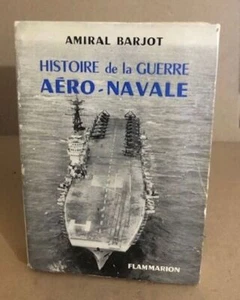 AMIRAL BARJOT
HISTOIRE de la GUERRE
AÉRO-NAVALE
FLAMMARION